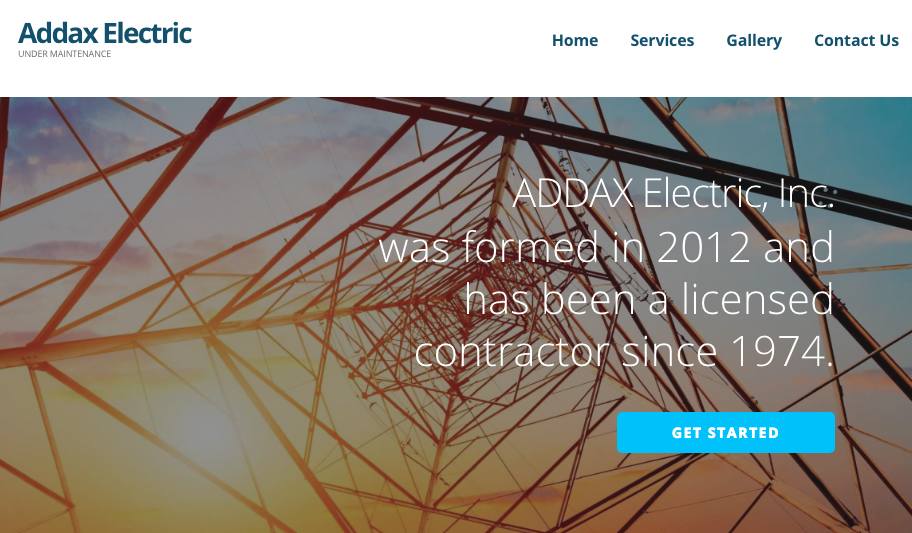 Addax Electric
UNDER MAINTENANCE
Home Services Gallery Contact Us
ADDAX Electric, Inc.
was formed in 2012 and
has been a licensed
contractor since 1974.
GET STARTED